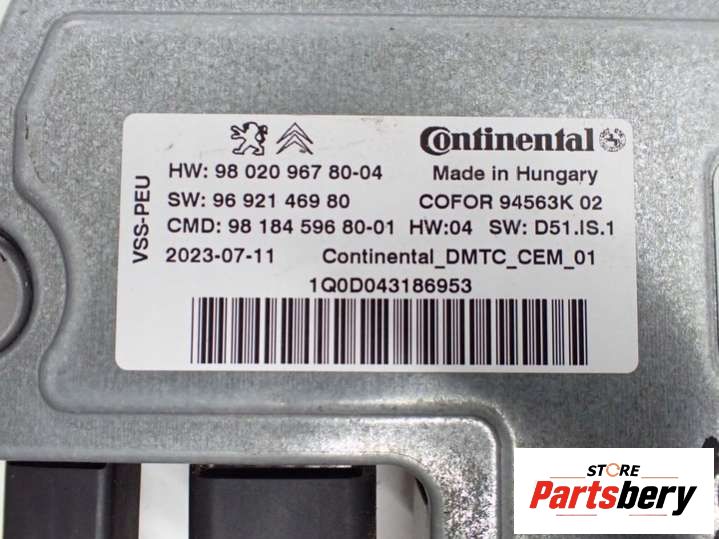 Continental
HW: 98 020 967 80-04 Made in Hungary
SW: 96 921 469 80 COFOR 94563K 02
CMD: 98 184 596 80-01 HW:04 SW: D51.IS.1
2023-07-11 Continental_DMTC_CEM_01
1Q0D043186953
VSS-PEU
STORE
Partsbery